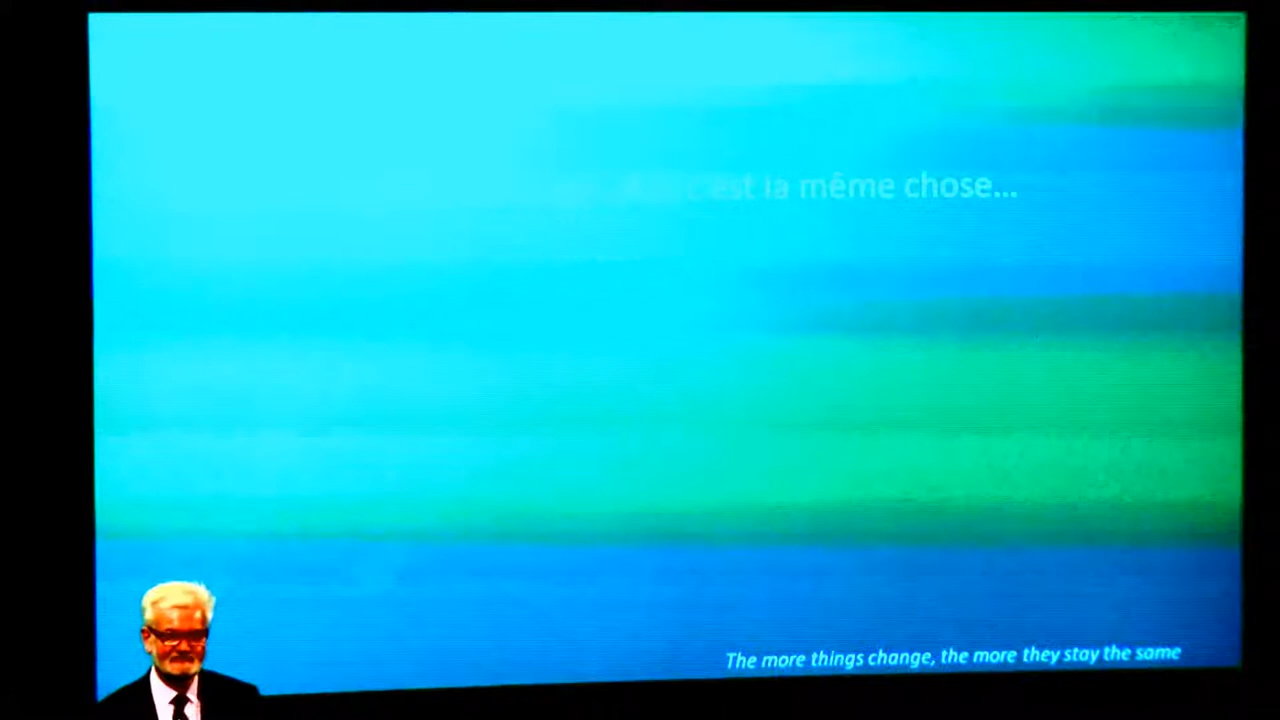 c'est la même chose...
The more things change, the more they stay the same